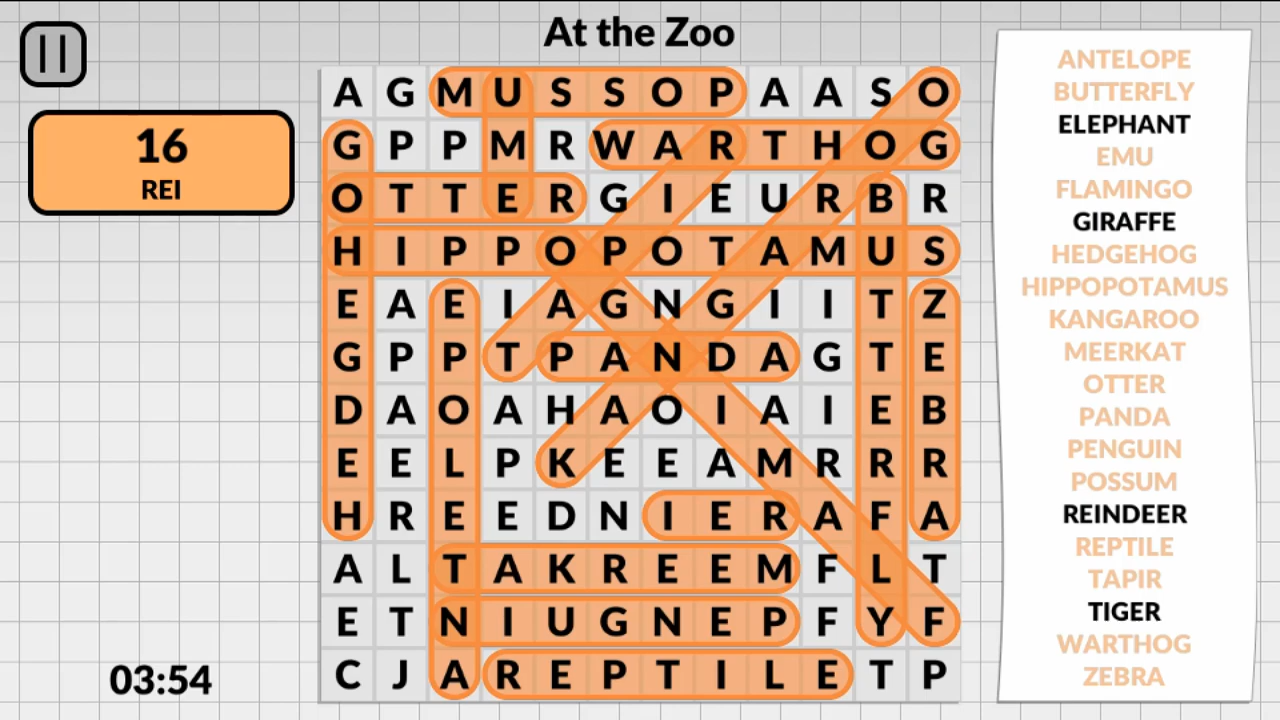 At the Zoo
16
REI
03:54
A G M U S S O P A A S O
G P P M R W A R T H O G
O T T E R G I E U R B R
H I P P O P O T A M U S
E A E I A G N G I I T Z
G P P T P A N D A G T E
D A O A H A O I A I E B
E E L P K E E A M R R R
H R E E D N I E R A F A
A L T A K R E E M F L T
E T N I U G N E P F Y F
C J A R E P T I L E T P
ANTELOPE
BUTTERFLY
ELEPHANT
EMU
FLAMINGO
GIRAFFE
HEDGEHOG
HIPPOPOTAMUS
KANGAROO
MEERKAT
OTTER
PANDA
PENGUIN
POSSUM
REINDEER
REPTILE
TAPIR
TIGER
WARTHOG
ZEBRA